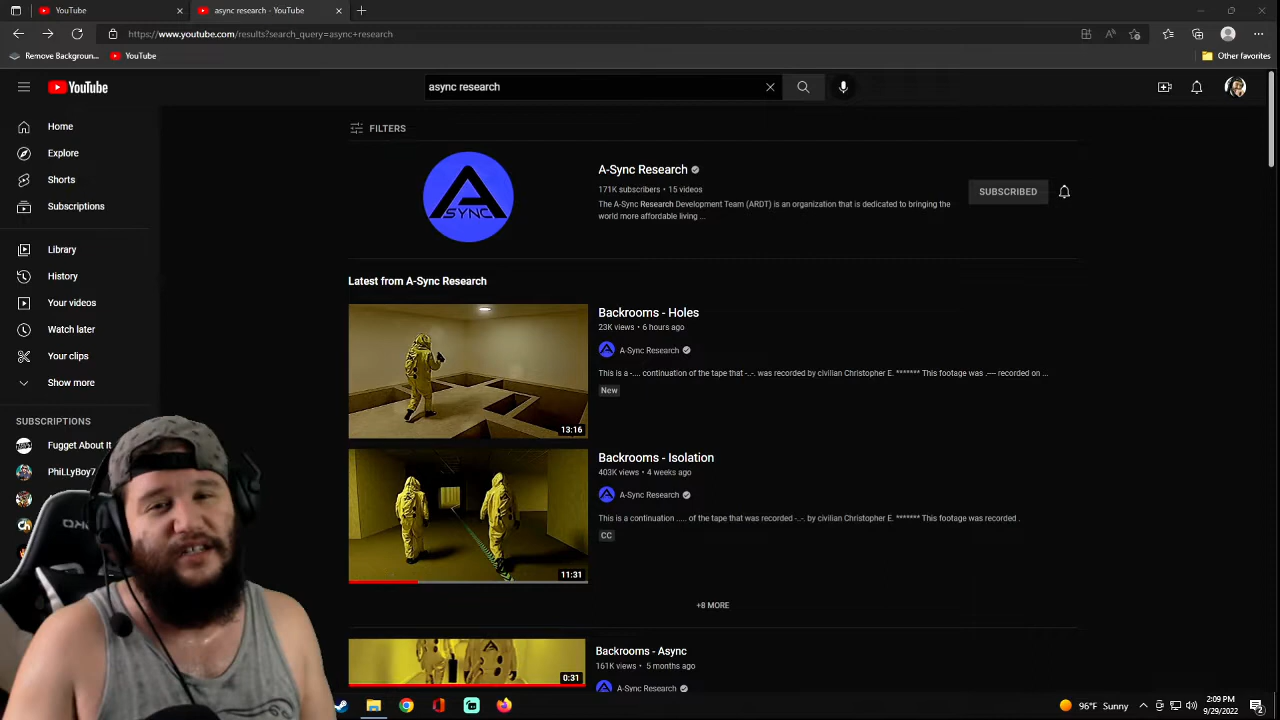 YouTube
async research - YouTube
https://www.youtube.com/results?search_query=async+research
Remove Backgroun...
YouTube
Other favorites
YouTube
async research
Home
Explore
Shorts
Subscriptions
Library
History
Your videos
Watch later
Your clips
Show more
SUBSCRIPTIONS
Fugget About It
PhiLLyBoy7
FILTERS
A SYNC
A-Sync Research
171K subscribers • 15 videos
The A-Sync Research Development Team (ARDT) is an organization that is dedicated to bringing the
world more affordable living ...
SUBSCRIBED
Latest from A-Sync Research
13:16
Backrooms - Holes
23K views • 6 hours ago
A-Sync Research
This is a -.... continuation of the tape that -..-. was recorded by civilian Christopher E. ******* This footage was .---- recorded on ...
New
11:31
Backrooms - Isolation
403K views • 4 weeks ago
A-Sync Research
This is a continuation ..... of the tape that was recorded -..-. by civilian Christopher E. ******* This footage was recorded .
CC
+8 MORE
0:31
Backrooms - Async
161K views • 5 months ago
A-Sync Research
96°F Sunny
2:09 PM
9/29/2022